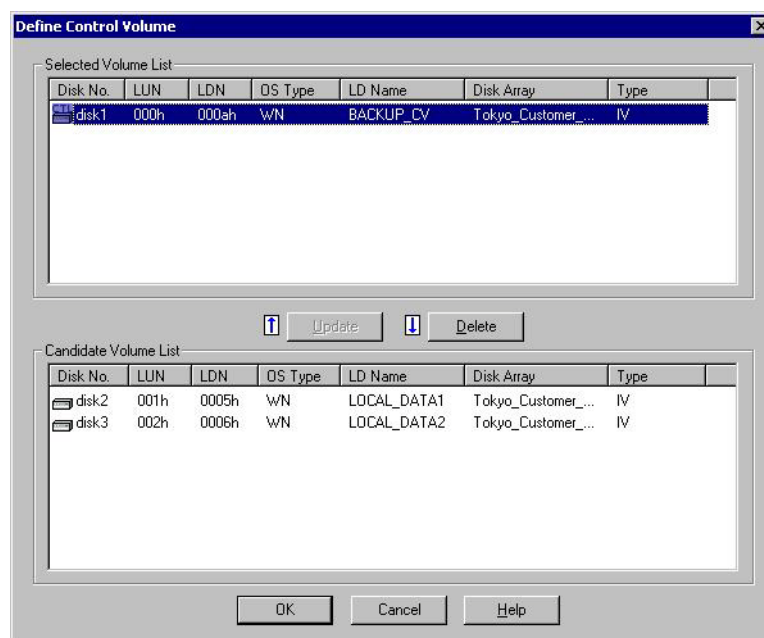 Define Control Volume
Selected Volume List
Disk No. LUN LDN OS Type LD Name Disk Array Type
disk1 000h 000ah WN BACKUP_CV Tokyo_Customer_... IV
Update Delete
Candidate Volume List
Disk No. LUN LDN OS Type LD Name Disk Array Type
disk2 001h 0005h WN LOCAL_DATA1 Tokyo_Customer_... IV
disk3 002h 0006h WN LOCAL_DATA2 Tokyo_Customer_... IV
OK Cancel Help